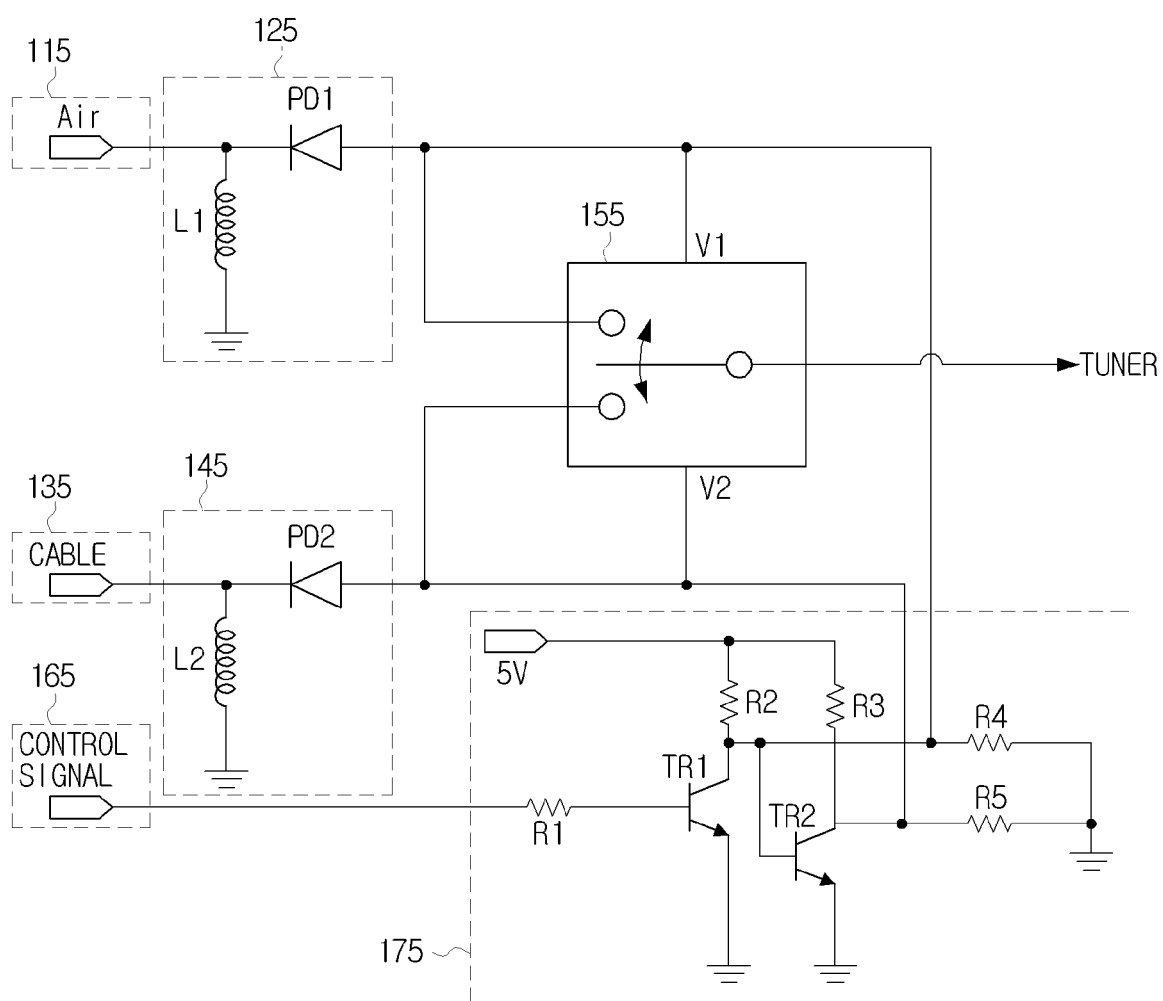 125
115
PD1
Air
L1
155
V1
TUNER
V2
145
135
PD2
CABLE
5V
L2
165
R2
R3
R4
CONTROL
SIGNAL
TR1
R5
TR2
R1
175